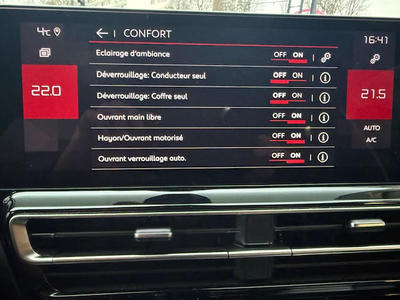 4°C
← CONFORT
16:41
Eclairage d'ambiance OFF ON
Déverrouillage: Conducteur seul OFF ON
Déverrouillage: Coffre seul OFF ON
Ouvrant main libre OFF ON
Hayon/Ouvrant motorisé OFF ON
Ouvrant verrouillage auto. OFF ON
22.0
21.5
AUTO
A/C